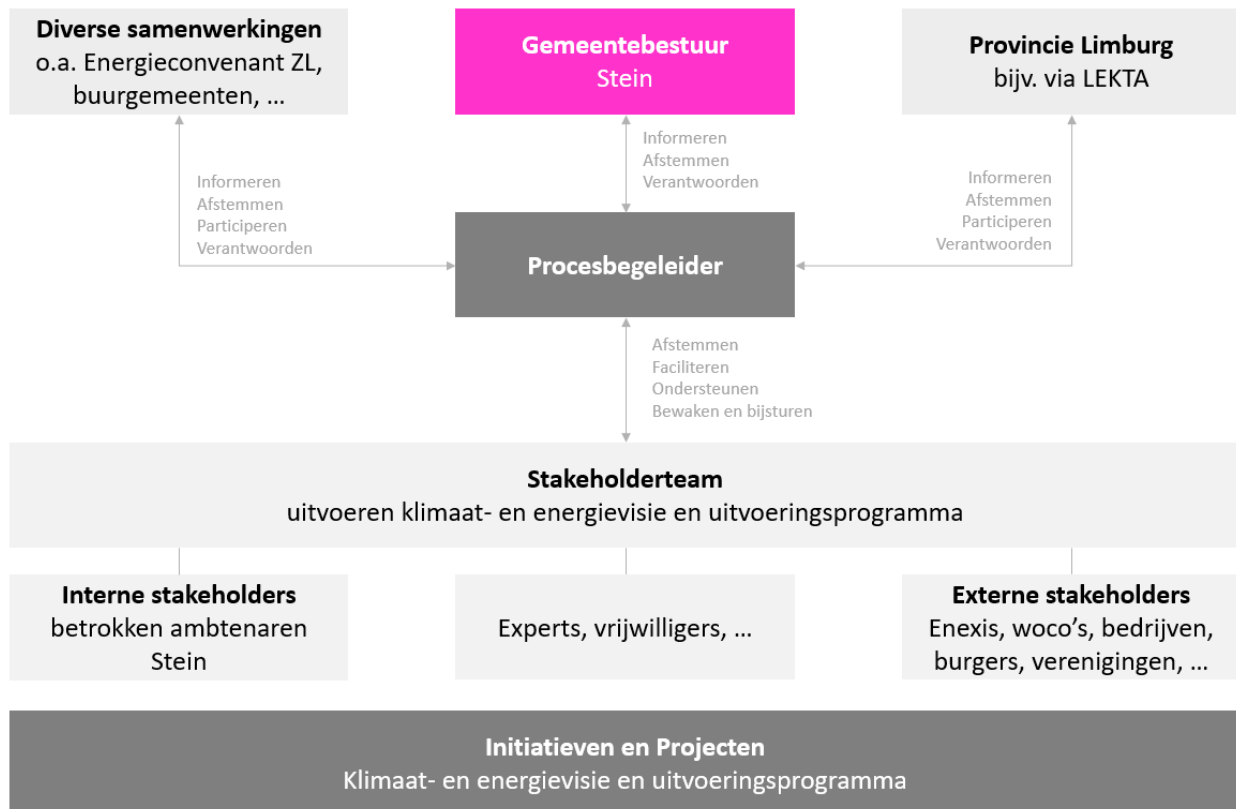 Diverse samenwerkingen
o.a. Energieconvenant ZL,
buurgemeenten, ...
Gemeentebestuur
Stein
Provincie Limburg
bijv. via LEKTA
Informeren
Afstemmen
Participeren
Verantwoorden
Informeren
Afstemmen
Verantwoorden
Informeren
Afstemmen
Participeren
Verantwoorden
Procesbegeleider
Afstemmen
Faciliteren
Ondersteunen
Bewaken en bijsturen
Stakeholderteam
uitvoeren klimaat- en energievisie en uitvoeringsprogramma
Interne stakeholders
betrokken ambtenaren
Stein
Experts, vrijwilligers, ...
Externe stakeholders
Enexis, woco's, bedrijven,
burgers, verenigingen, ...
Initiatieven en Projecten
Klimaat- en energievisie en uitvoeringsprogramma